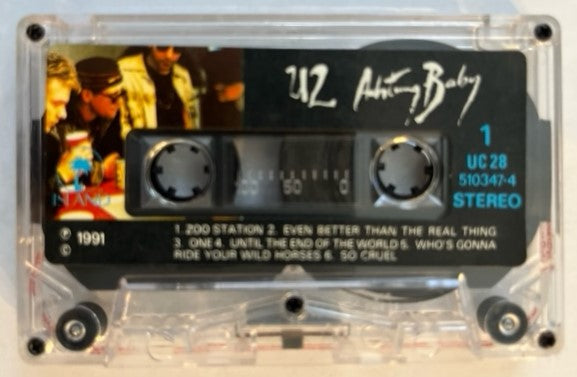 U2 Achtung Baby
1
UC 28
510347-4
STEREO
ISLAND
100 50 0
℗ 1991
©
1. ZOO STATION 2. EVEN BETTER THAN THE REAL THING
3. ONE 4. UNTIL THE END OF THE WORLD 5. WHO'S GONNA
RIDE YOUR WILD HORSES 6. SO CRUEL